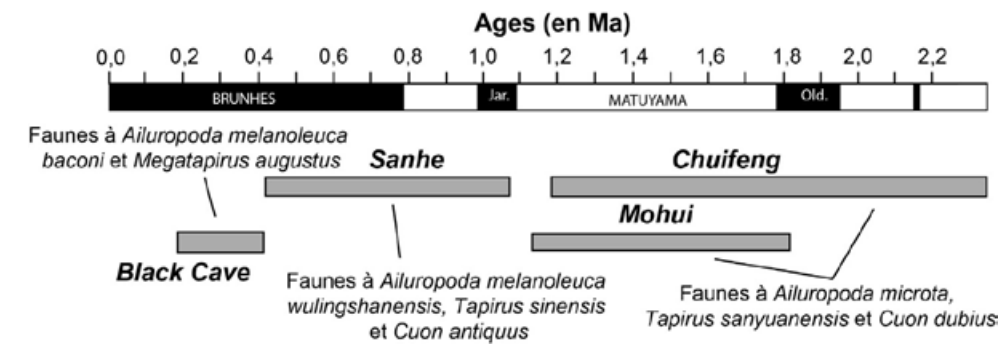 Ages (en Ma)
0,0 0,2 0,4 0,6 0,8 1,0 1,2 1,4 1,6 1,8 2,0 2,2
BRUNHES Jar. MATUYAMA Old.
Faunes à Ailuropoda melanoleuca
baconi et Megatapirus augustus
Sanhe
Chuifeng
Mohui
Black Cave
Faunes à Ailuropoda melanoleuca
wulingshanensis, Tapirus sinensis
et Cuon antiquus
Faunes à Ailuropoda microta,
Tapirus sanyuanensis et Cuon dubius